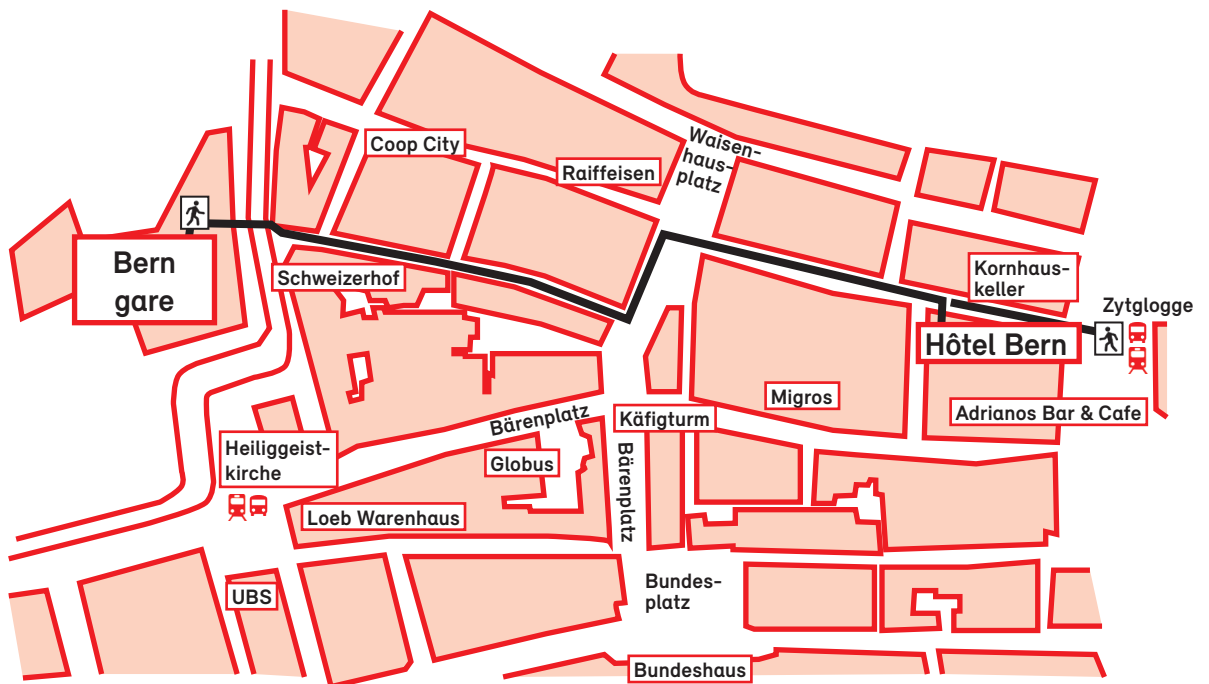 Waisen-
haus-
platz
Coop City
Raiffeisen
Bern
gare
Schweizerhof
Kornhaus-
keller
Zytglogge
Hôtel Bern
Migros
Adrianos Bar & Cafe
Bärenplatz
Käfigturm
Heiliggeist-
kirche
Globus
Bärenplatz
Loeb Warenhaus
UBS
Bundes-
platz
Bundeshaus